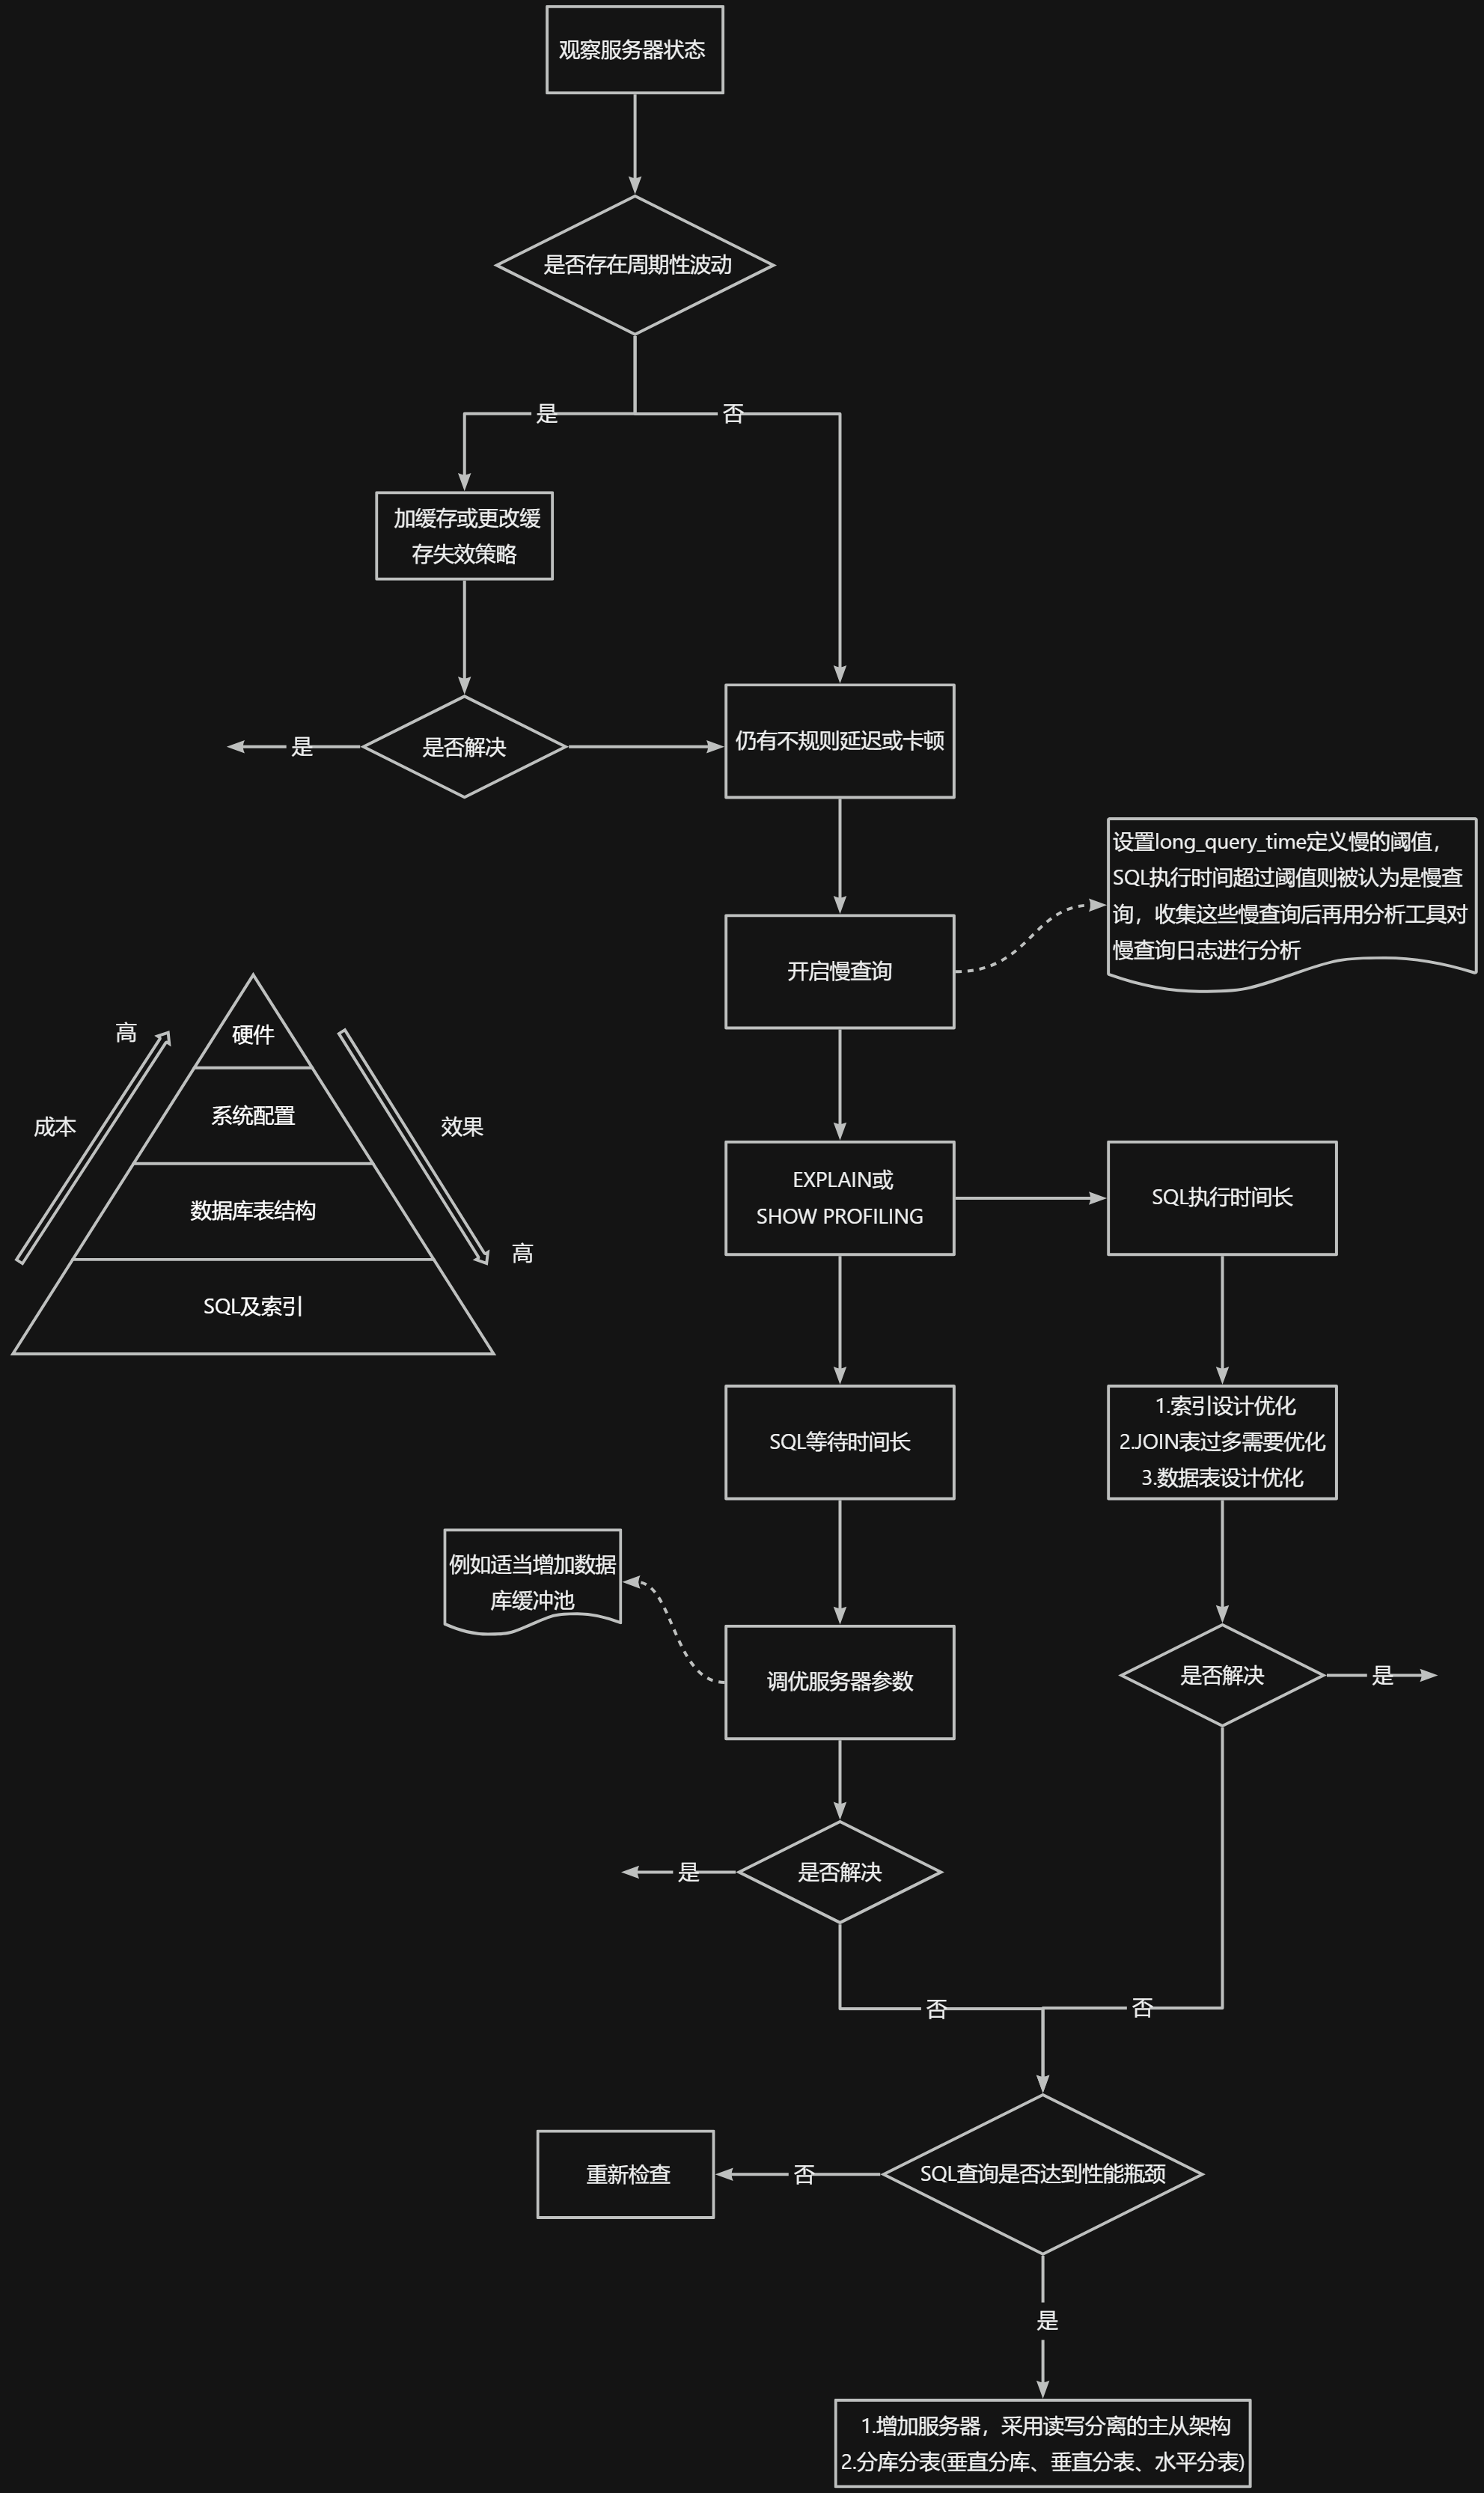 观察服务器状态
是否存在周期性波动
是
否
加缓存或更改缓
存失效策略
是
是否解决
仍有不规则延迟或卡顿
设置long_query_time定义慢的阈值，
SQL执行时间超过阈值则被认为是慢查
询，收集这些慢查询后再用分析工具对
慢查询日志进行分析
开启慢查询
高
硬件
系统配置
成本
效果
数据库表结构
高
SQL及索引
EXPLAIN或
SHOW PROFILING
SQL执行时间长
SQL等待时间长
1.索引设计优化
2.JOIN表过多需要优化
3.数据表设计优化
例如适当增加数据
库缓冲池
调优服务器参数
是否解决
是
是
是否解决
否
否
重新检查
否
SQL查询是否达到性能瓶颈
是
1.增加服务器，采用读写分离的主从架构
2.分库分表(垂直分库、垂直分表、水平分表)